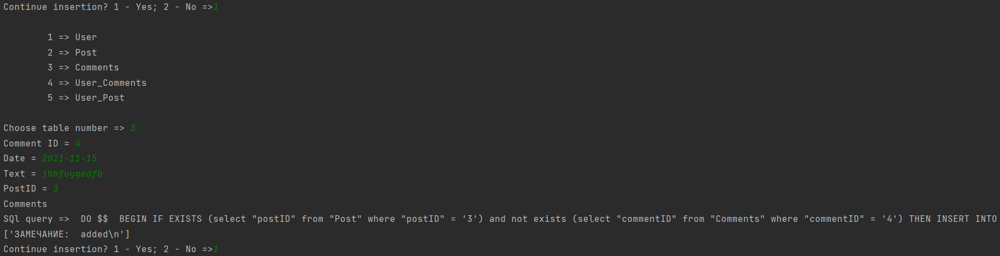 Continue insertion? 1 - Yes; 2 - No =>1
1 => User
2 => Post
3 => Comments
4 => User_Comments
5 => User_Post
Choose table number => 3
Comment ID = 4
Date = 2021-11-15
Text = jhbfuygedfb
PostID = 3
Comments
SQl query =>  DO $$  BEGIN IF EXISTS (select "postID" from "Post" where "postID" = '3') and not exists (select "commentID" from "Comments" where "commentID" = '4') THEN INSERT INTO
['ЗАМЕЧАНИЕ:  added\n']
Continue insertion? 1 - Yes; 2 - No =>1